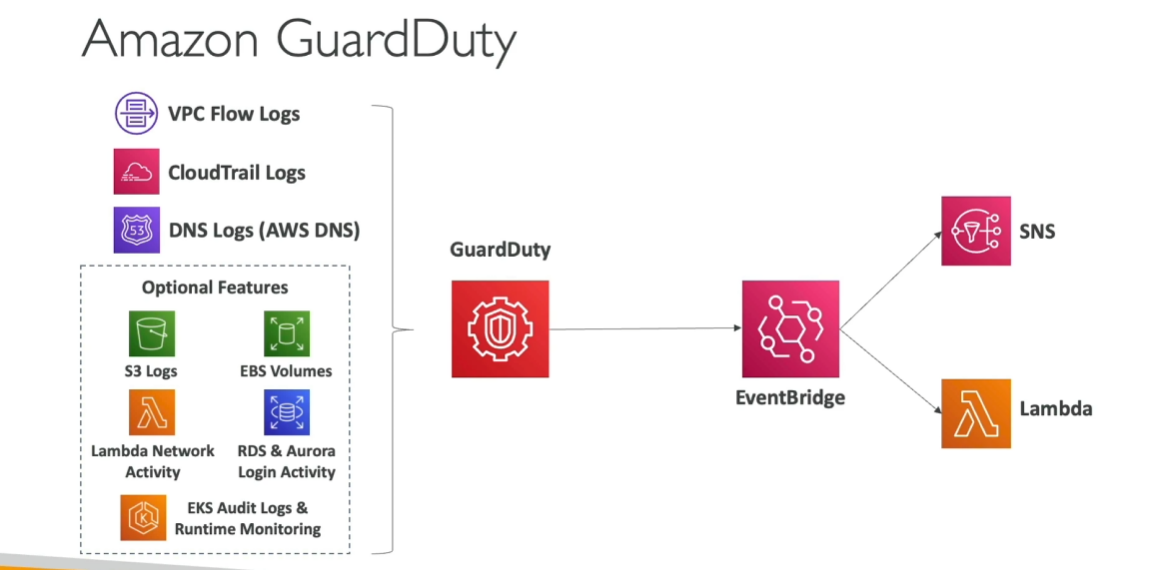 Amazon GuardDuty
VPC Flow Logs
CloudTrail Logs
53
DNS Logs (AWS DNS)
Optional Features
S3 Logs
EBS Volumes
Lambda Network
Activity
RDS & Aurora
Login Activity
K
EKS Audit Logs &
Runtime Monitoring
GuardDuty
EventBridge
SNS
Lambda